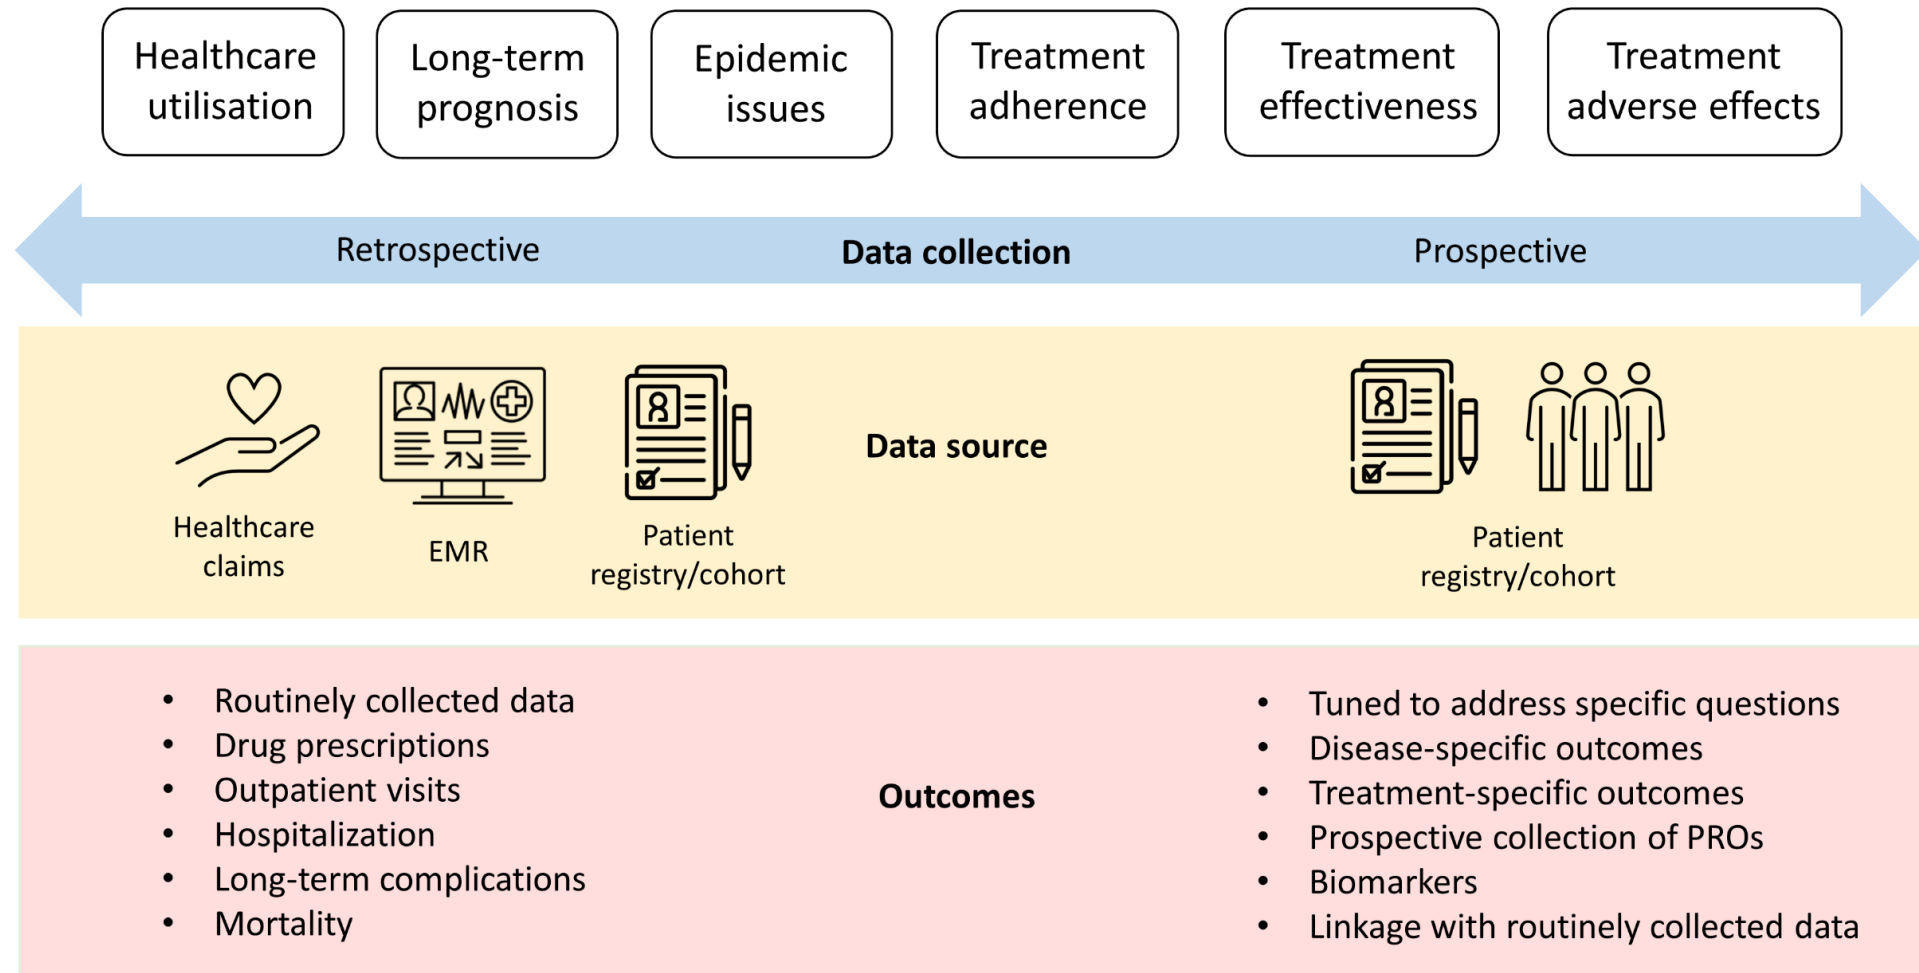 Healthcare
utilisation
Long-term
prognosis
Epidemic
issues
Treatment
adherence
Treatment
effectiveness
Treatment
adverse effects
Retrospective
Data collection
Prospective
Healthcare
claims
EMR
Patient
registry/cohort
Data source
Patient
registry/cohort
• Routinely collected data
• Drug prescriptions
• Outpatient visits
• Hospitalization
• Long-term complications
• Mortality
Outcomes
• Tuned to address specific questions
• Disease-specific outcomes
• Treatment-specific outcomes
• Prospective collection of PROs
• Biomarkers
• Linkage with routinely collected data